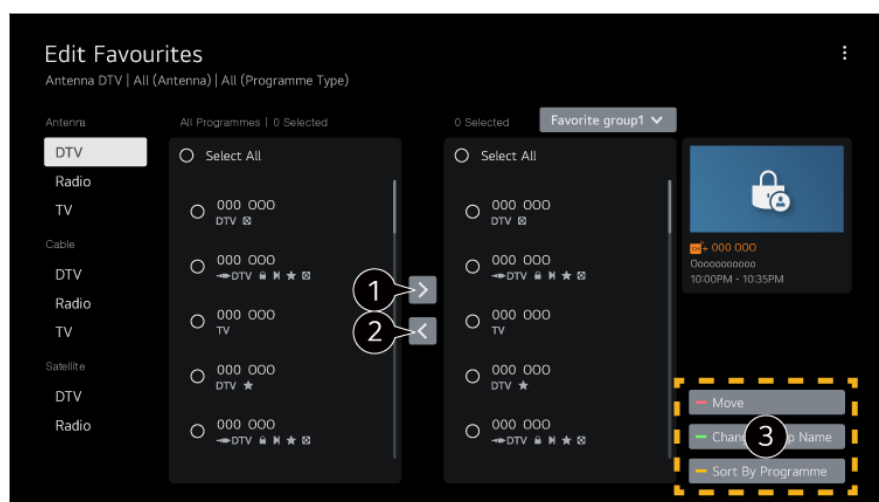 Edit Favourites
Antenna DTV | All (Antenna) | All (Programme Type)
Antenna
DTV
Radio
TV
Cable
DTV
Radio
TV
Satellite
DTV
Radio
All Programmes | 0 Selected
Select All
000 000
DTV
000 000
DTV
000 000
TV
000 000
DTV
000 000
DTV
1
2
0 Selected
Favorite group1
Select All
000 000
DTV
000 000
DTV
000 000
TV
000 000
DTV
000 000
DTV
CH+ 000 000
Ooooooooooo
10:00PM - 10:35PM
Move
3
Name
Sort By Programme